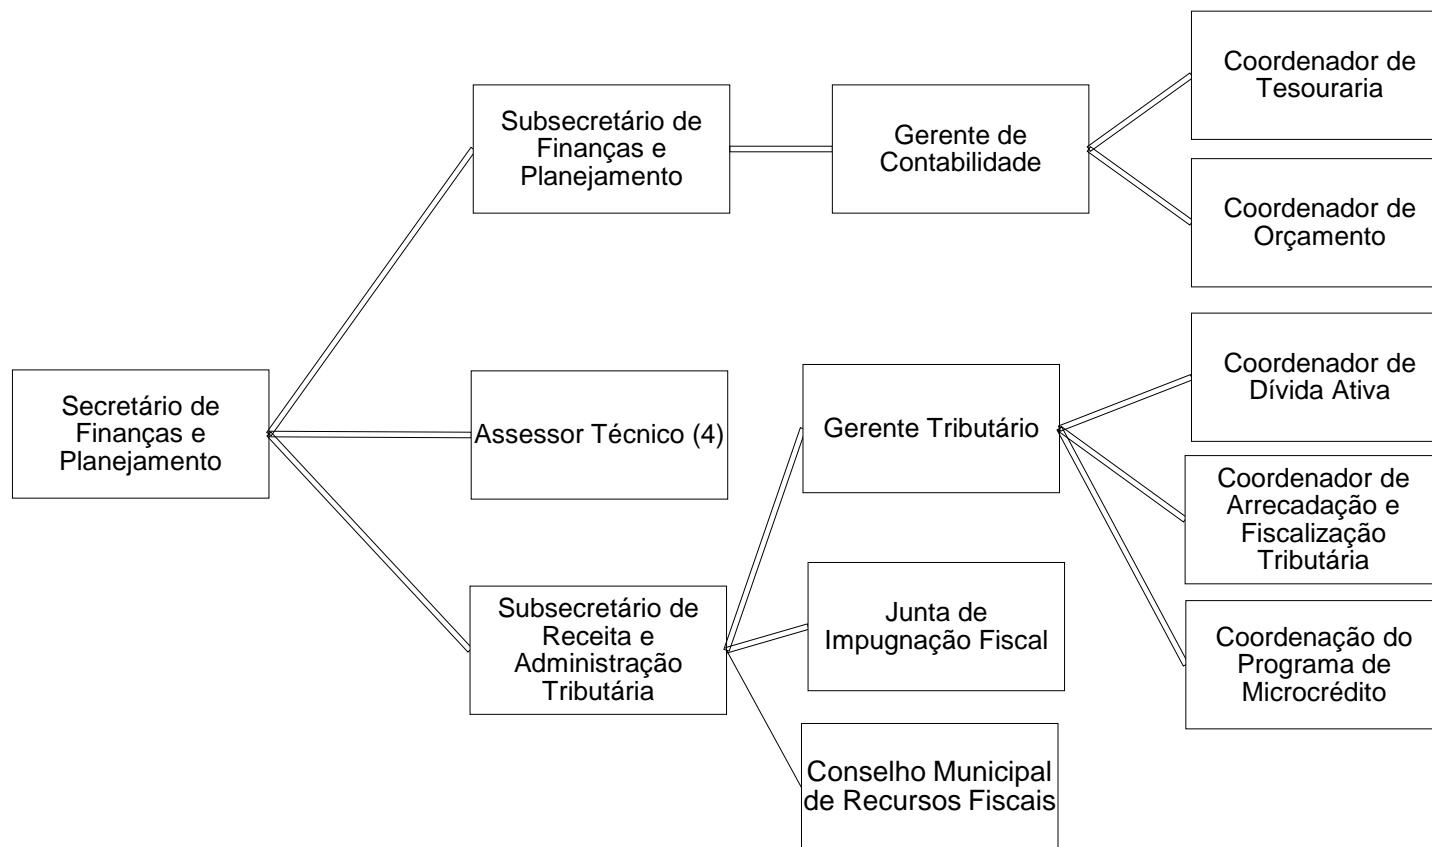 Secretário de
Finanças e
Planejamento
Subsecretário de
Finanças e
Planejamento
Gerente de
Contabilidade
Coordenador de
Tesouraria
Coordenador de
Orçamento
Assessor Técnico (4)
Subsecretário de
Receita e
Administração
Tributária
Gerente Tributário
Coordenador de
Dívida Ativa
Coordenador de
Arrecadação e
Fiscalização
Tributária
Coordenação do
Programa de
Microcrédito
Junta de
Impugnação Fiscal
Conselho Municipal
de Recursos Fiscais